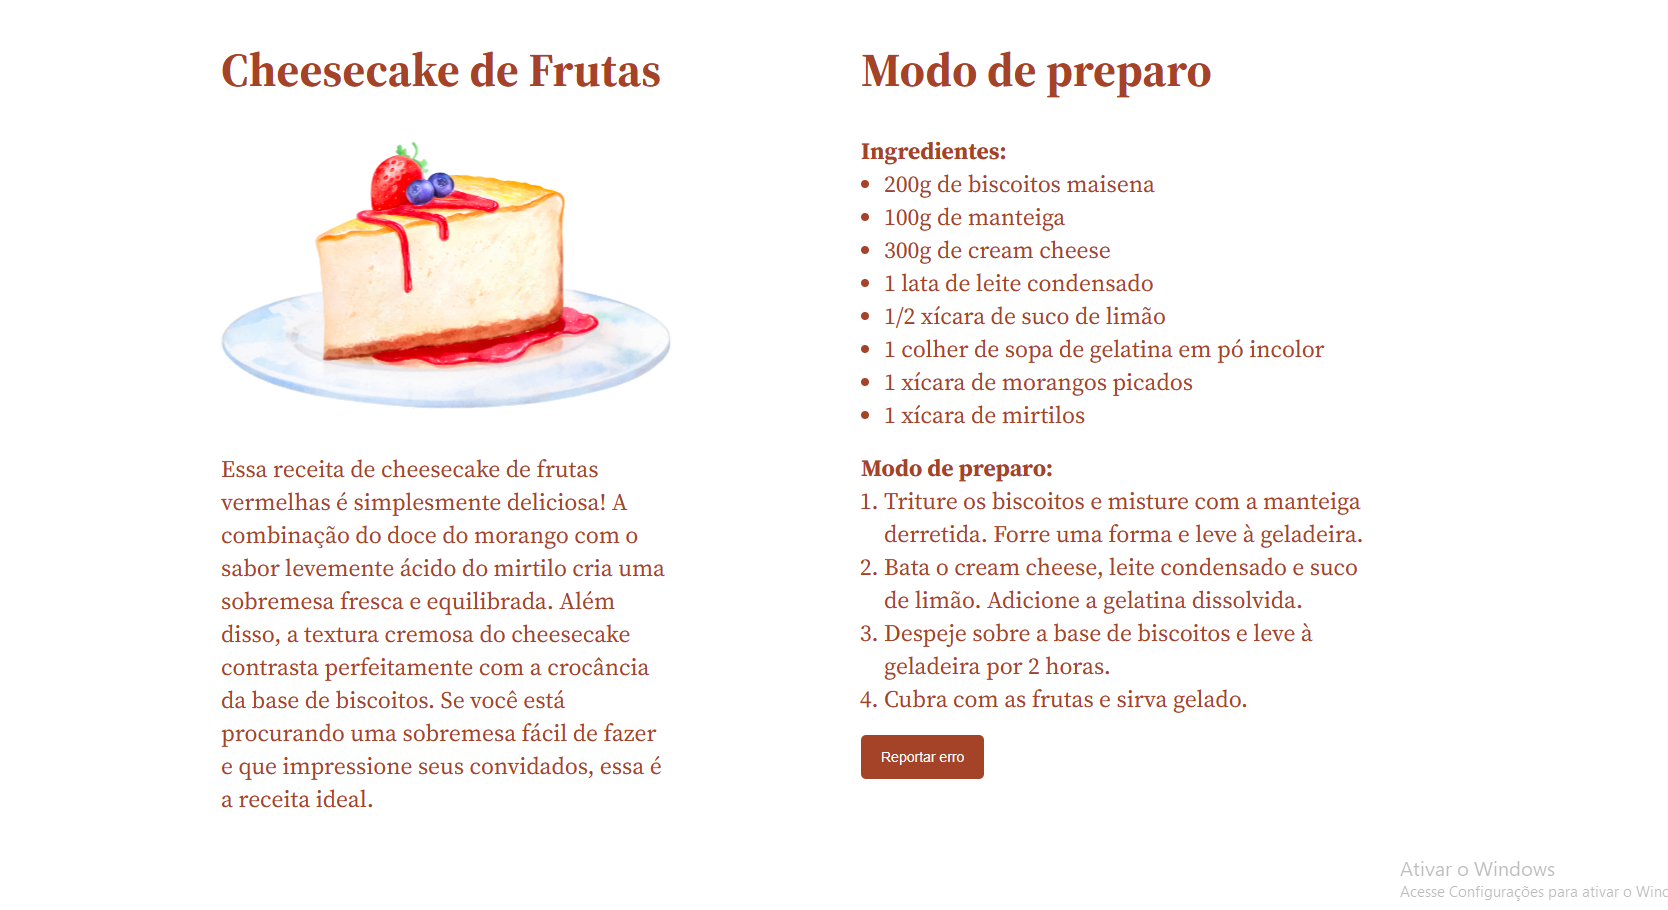 Cheesecake de Frutas
Essa receita de cheesecake de frutas
vermelhas é simplesmente deliciosa! A
combinação do doce do morango com o
sabor levemente ácido do mirtilo cria uma
sobremesa fresca e equilibrada. Além
disso, a textura cremosa do cheesecake
contrasta perfeitamente com a crocância
da base de biscoitos. Se você está
procurando uma sobremesa fácil de fazer
e que impressione seus convidados, essa é
a receita ideal.
Modo de preparo
Ingredientes:
• 200g de biscoitos maisena
• 100g de manteiga
• 300g de cream cheese
• 1 lata de leite condensado
• 1/2 xícara de suco de limão
• 1 colher de sopa de gelatina em pó incolor
• 1 xícara de morangos picados
• 1 xícara de mirtilos
Modo de preparo:
1. Triture os biscoitos e misture com a manteiga
derretida. Forre uma forma e leve à geladeira.
2. Bata o cream cheese, leite condensado e suco
de limão. Adicione a gelatina dissolvida.
3. Despeje sobre a base de biscoitos e leve à
geladeira por 2 horas.
4. Cubra com as frutas e sirva gelado.
Reportar erro
Ativar o Windows
Acesse Configurações para ativar o Winc